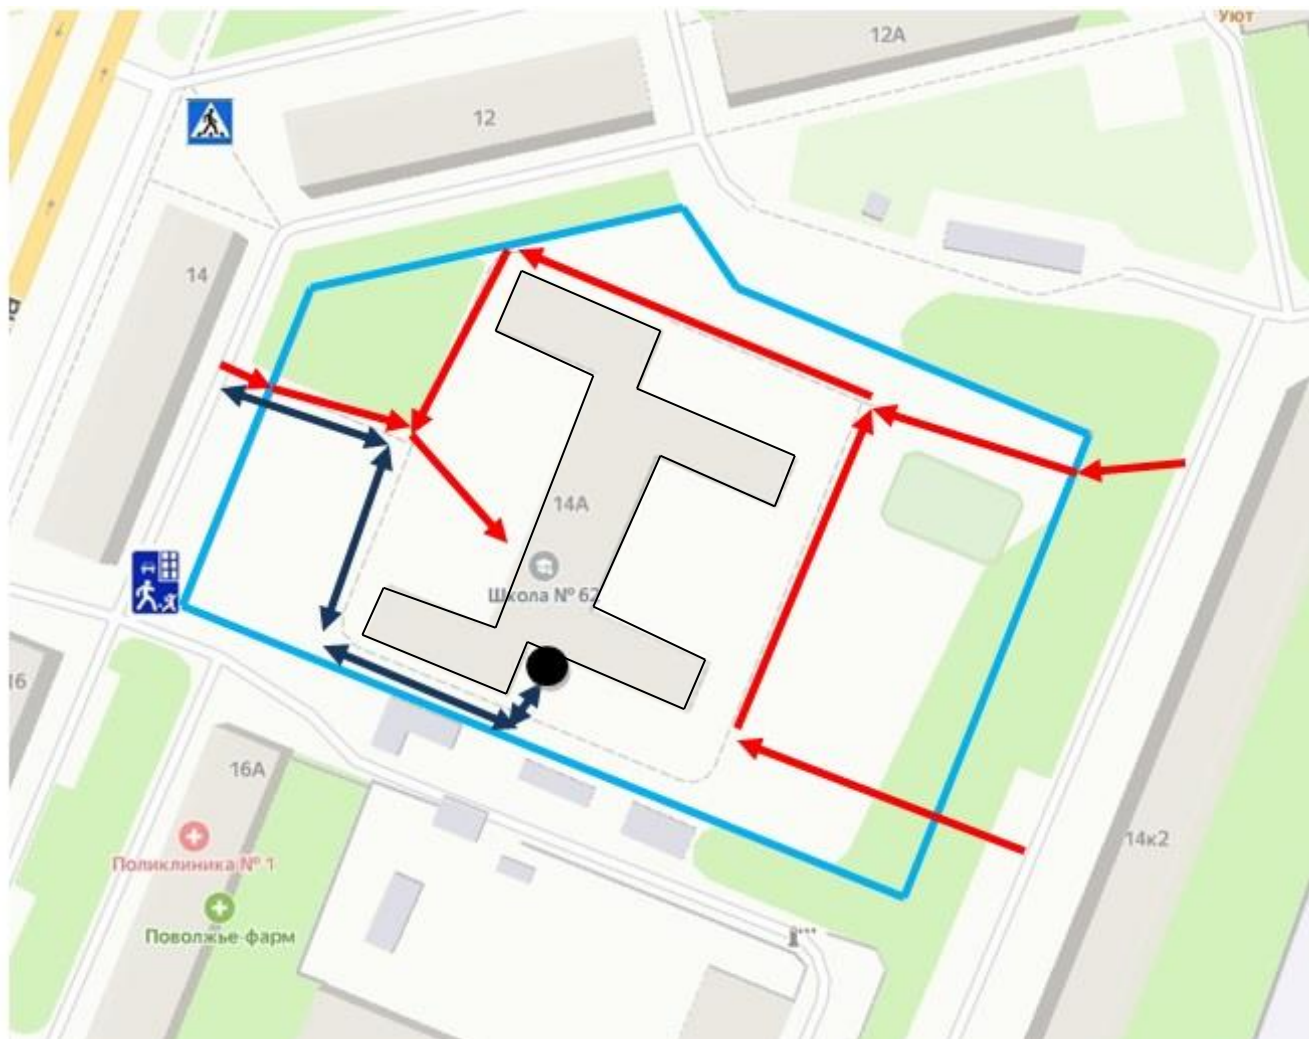 Уют
12А
12
14
14А
Школа № 62
16
16А
14к2
Поликлиника № 1
Поволжье-фарм